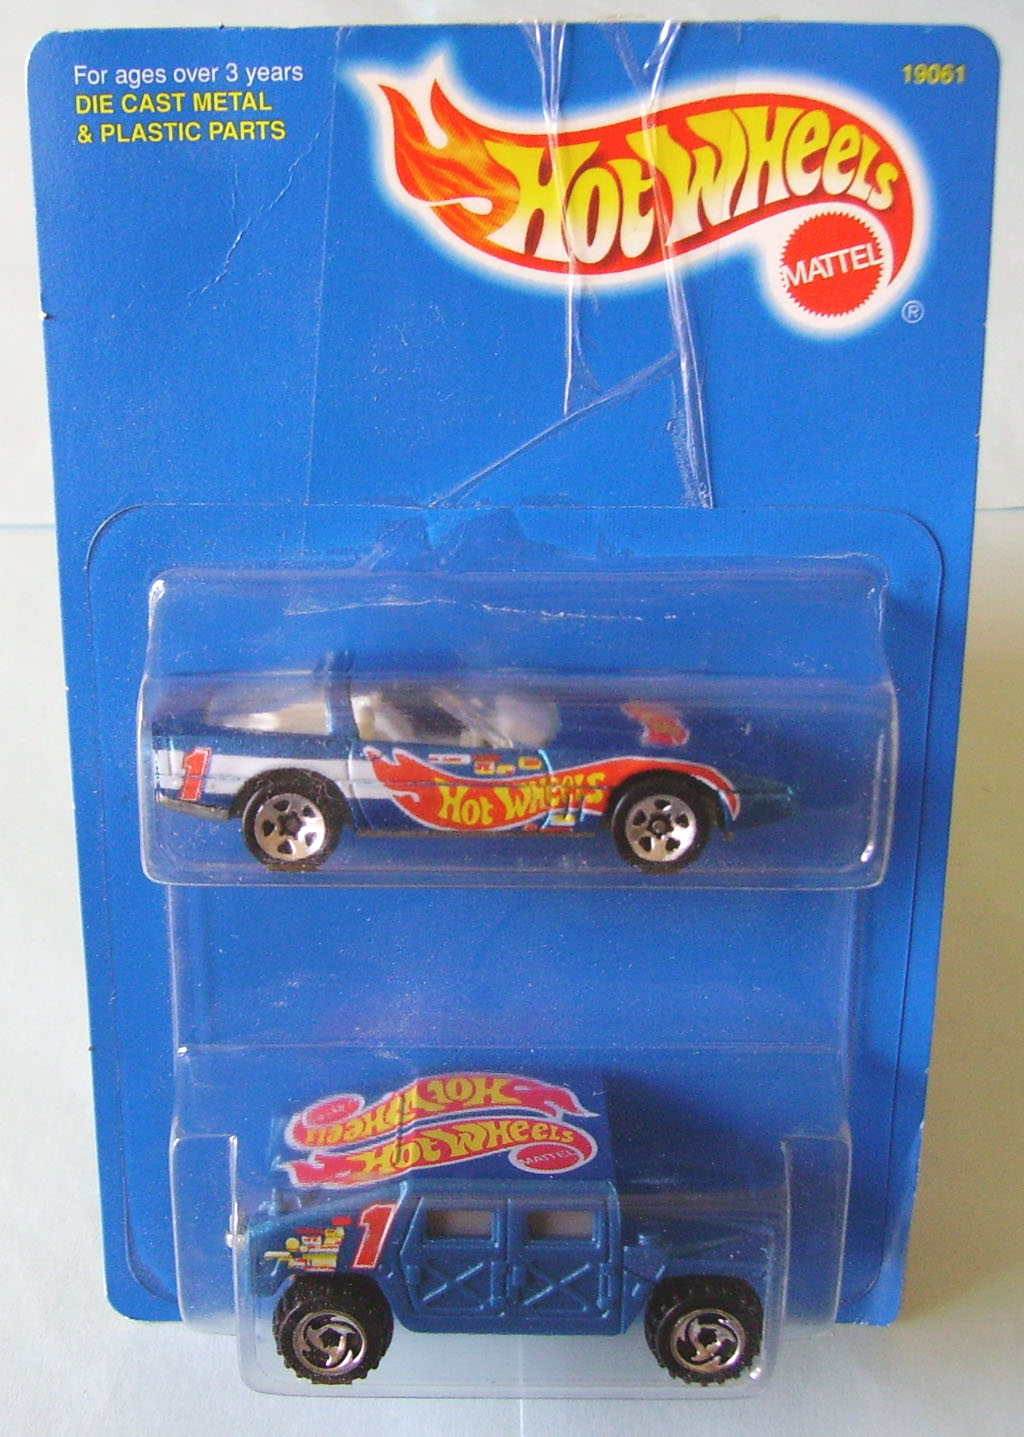 For ages over 3 years
DIE CAST METAL
& PLASTIC PARTS
19061
Hot Wheels
MATTEL
®
1
Hot Wheels
Hot Wheels
Hot Wheels
MATTEL
1